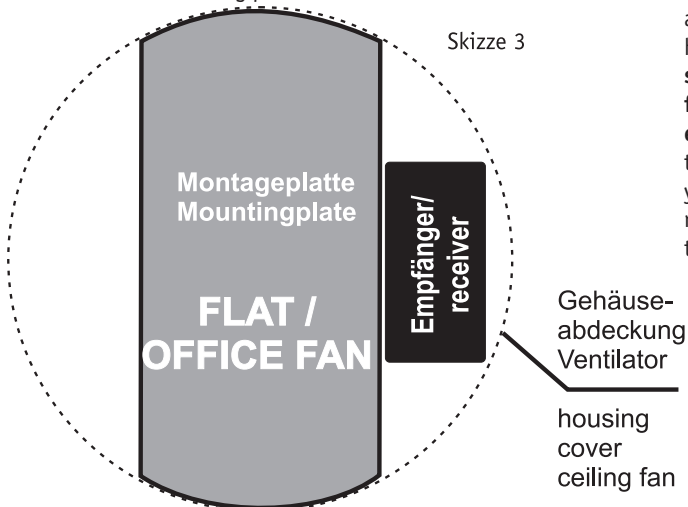 Skizze 3
Montageplatte
Mountingplate
FLAT /
OFFICE FAN
Empfänger/
receiver
Gehäuse-
abdeckung
Ventilator
housing
cover
ceiling fan